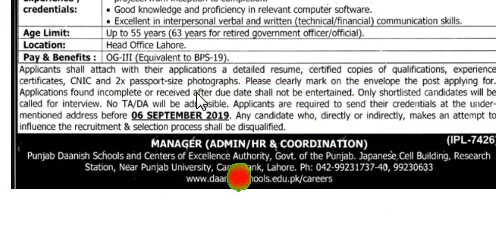 credentials:
• Good knowledge and proficiency in relevant computer software.
• Excellent in interpersonal verbal and written (technical/financial) communication skills.
Age Limit: Up to 55 years (63 years for retired government officer/official).
Location: Head Office Lahore.
Pay & Benefits : OG-III (Equivalent to BPS-19).
Applicants shall attach with their applications a detailed resume, certified copies of qualifications, experience
certificates, CNIC and 2x passport-size photographs. Please clearly mark on the envelope the post applying for.
Applications found incomplete or received after due date shall not be entertained. Only shortlisted candidates will be
called for interview. No TA/DA will be admissible. Applicants are required to send their credentials at the under-
mentioned address before 06 SEPTEMBER 2019. Any candidate who, directly or indirectly, makes an attempt to
influence the recruitment & selection process shall be disqualified.
(IPL-7426)
MANAGER (ADMIN/HR & COORDINATION)
Punjab Daanish Schools and Centers of Excellence Authority, Govt. of the Punjab. Japanese Cell Building, Research
Station, Near Punjab University, Lahore. Ph: 042-99231737-40, 99230633